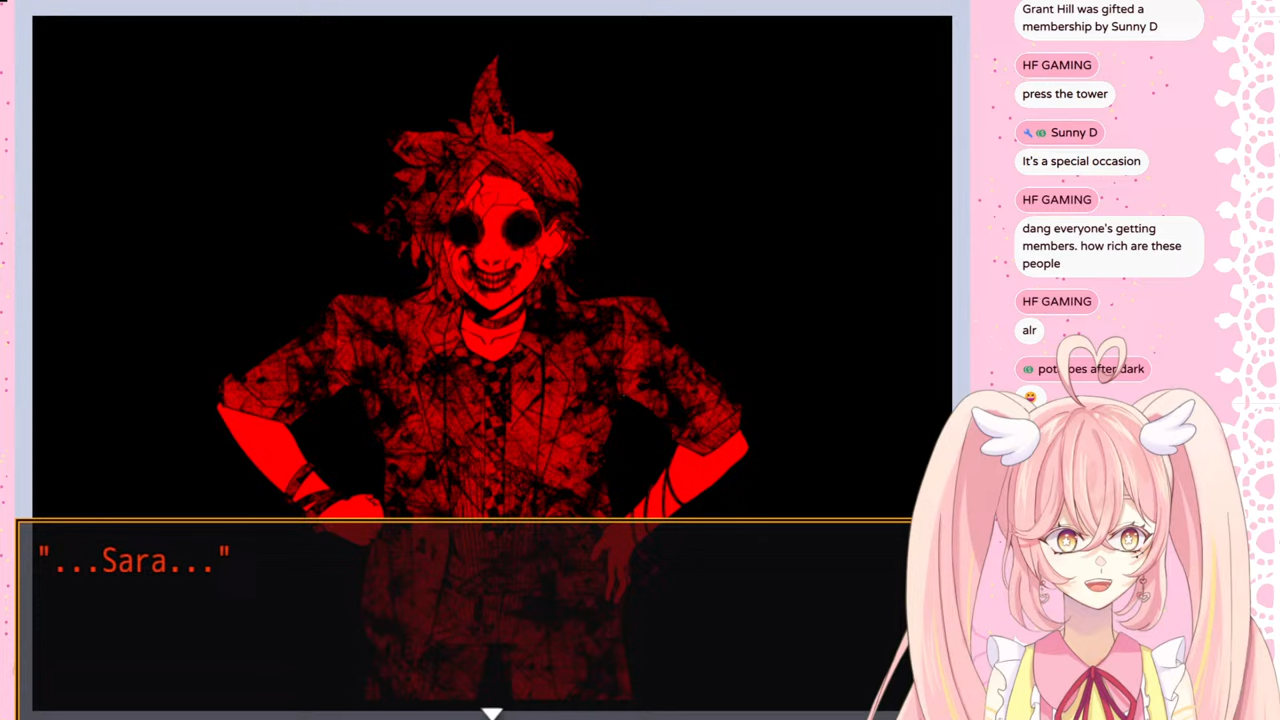 Grant Hill was gifted a
membership by Sunny D
HF GAMING
press the tower
Sunny D
It's a special occasion
HF GAMING
dang everyone's getting
members. how rich are these
people
HF GAMING
alr
potatoes after dark
"...Sara..."